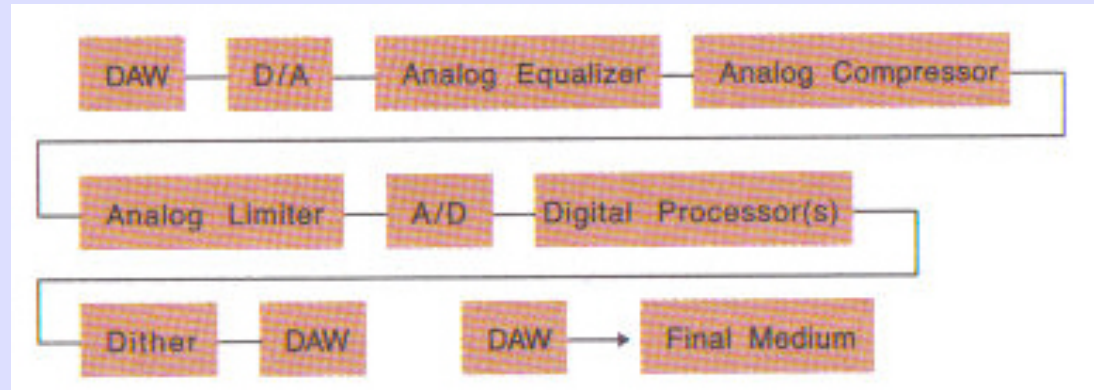 DAW D/A Analog Equalizer Analog Compressor
Analog Limiter A/D Digital Processor(s)
Dither DAW DAW Final Medium